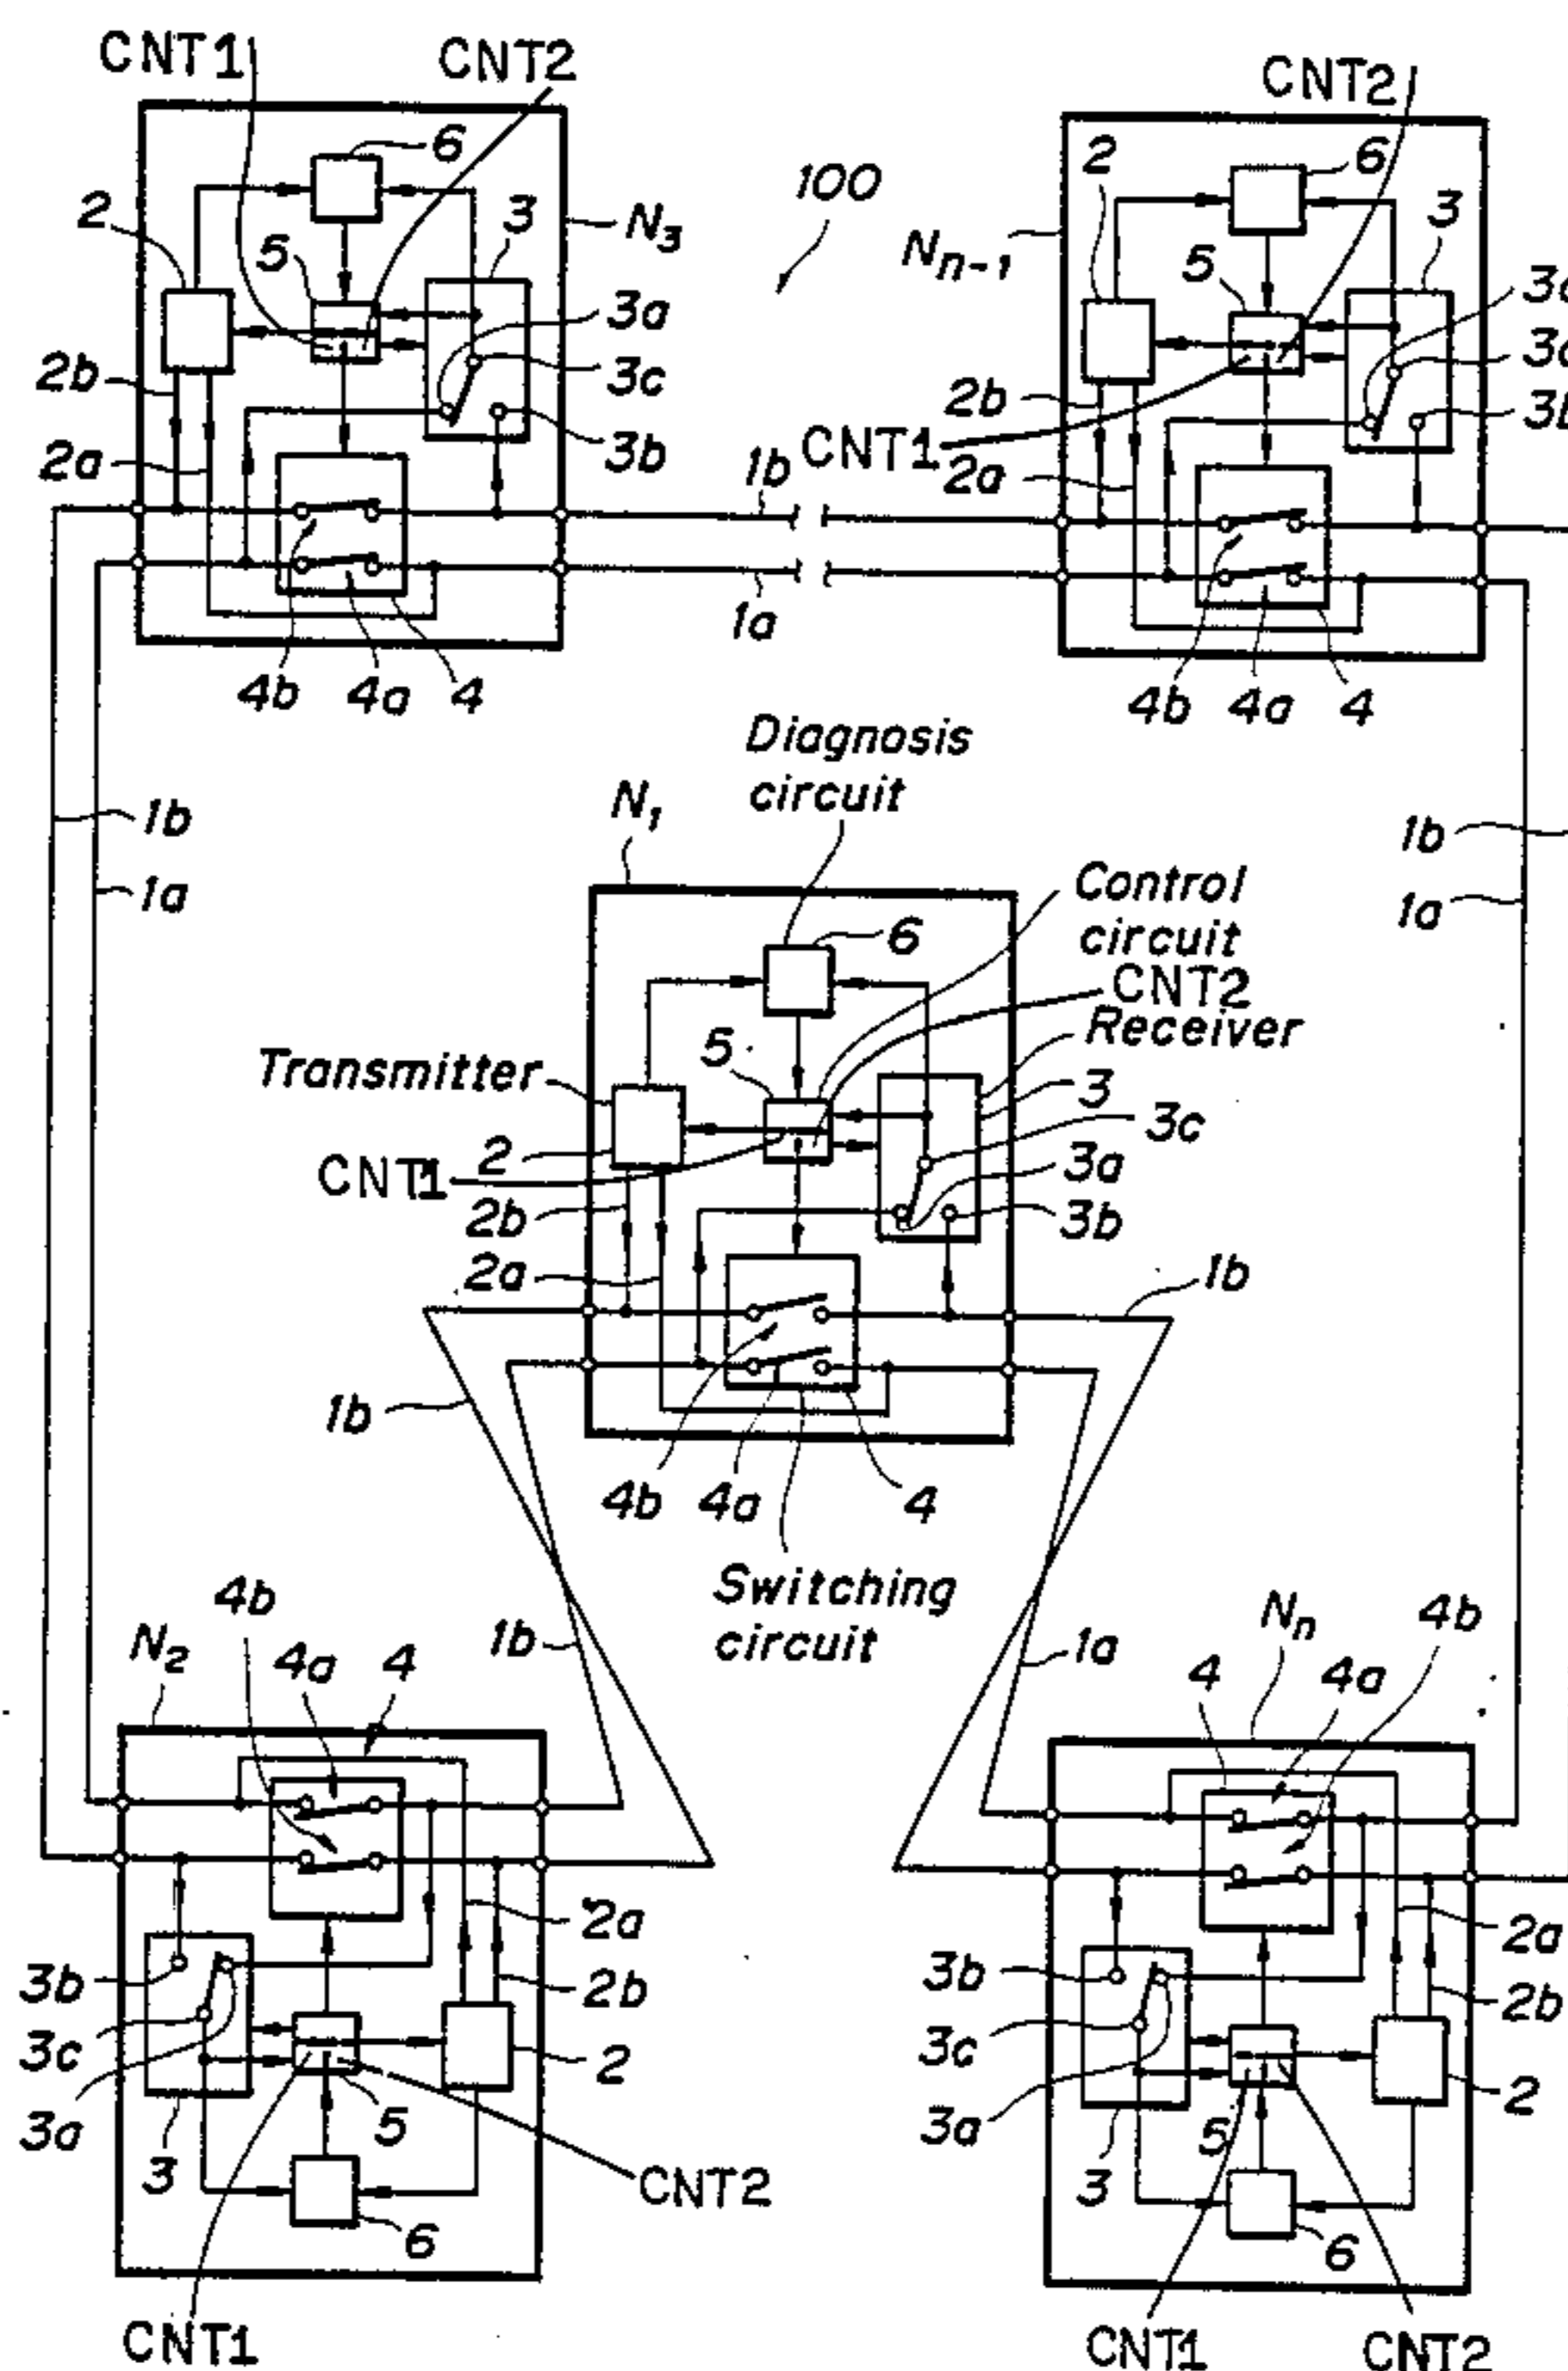 CNT1
CNT2
CNT2
6
6
2
100
2
3
N3
3
Nn-1
5
5
3a
3c
2b
2b
3b
2a
1b
CNT1
2a
1a
4b
4a
4
4b
4a
4
Diagnosis
circuit
N1
1b
1b
Control
circuit
1a
1a
6
CNT2
Receiver
5
Transmitter
3
3c
2
3a
CNT1
2b
3b
2a
1b
1b
4b
4a
4
Switching
circuit
4b
Nn
4b
N2
4a
4
1b
1a
4
4a
2a
2a
3b
2b
3b
2b
3c
2
3c
2
3a
5
3a
5
3
CNT2
3
6
6
CNT1
CNT1
CNT2